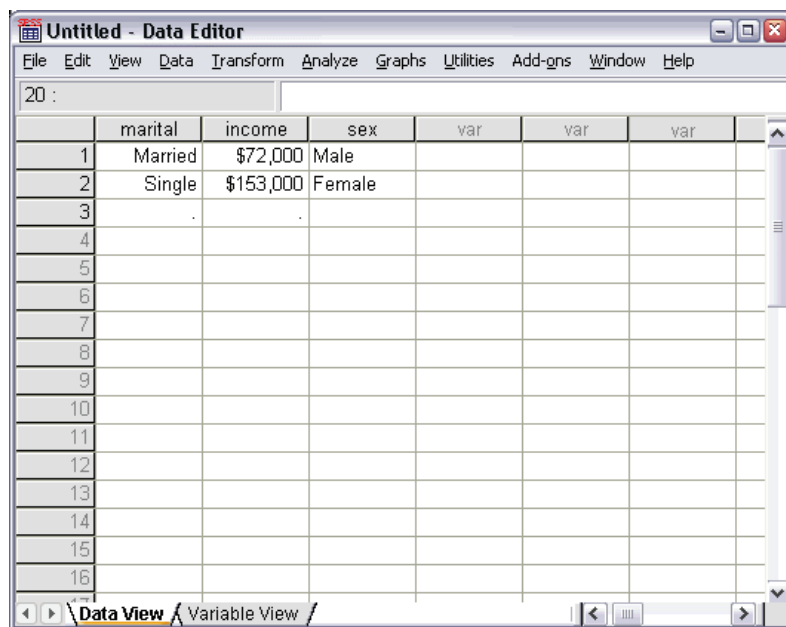 Untitled - Data Editor
File Edit View Data Transform Analyze Graphs Utilities Add-ons Window Help
20 :
marital income sex var var var
1 Married $72,000 Male
2 Single $153,000 Female
3 . .
4
5
6
7
8
9
10
11
12
13
14
15
16
Data View Variable View